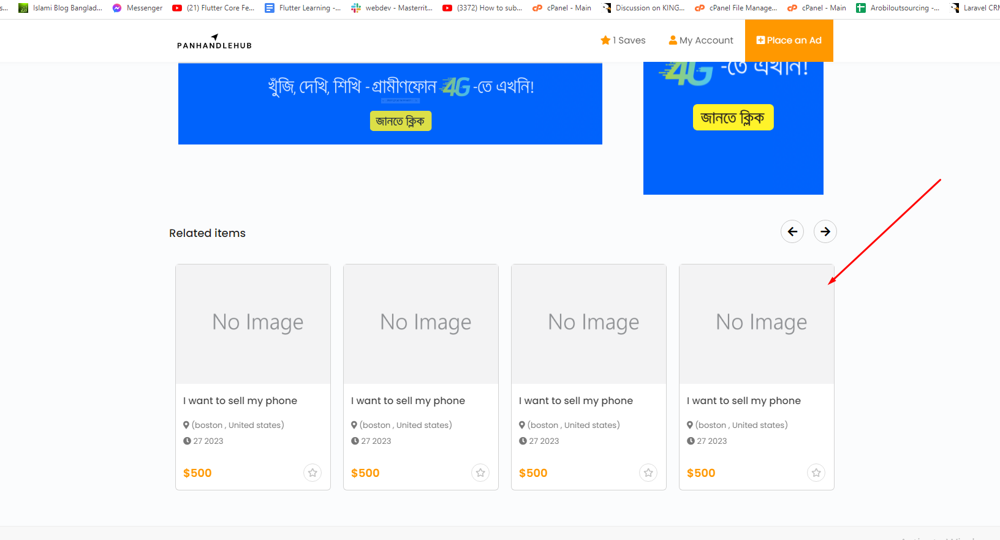 s...
Islami Blog Banglad...
Messenger
(21) Flutter Core Fe...
Flutter Learning -...
webdev - Masterrit...
(3372) How to sub...
cPanel - Main
Discussion on KING...
cPanel File Manage...
cPanel - Main
Arobiloutsourcing -...
Laravel CRM
PANHANDLEHUB
1 Saves
My Account
Place an Ad
খুঁজি, দেখি, শিখি - গ্রামীণফোন 4G -তে এখনি!
জানতে ক্লিক
4G -তে এখনি!
জানতে ক্লিক
Related items
No Image
No Image
No Image
No Image
I want to sell my phone
I want to sell my phone
I want to sell my phone
I want to sell my phone
(boston , United states)
(boston , United states)
(boston , United states)
(boston , United states)
27 2023
27 2023
27 2023
27 2023
$500
$500
$500
$500